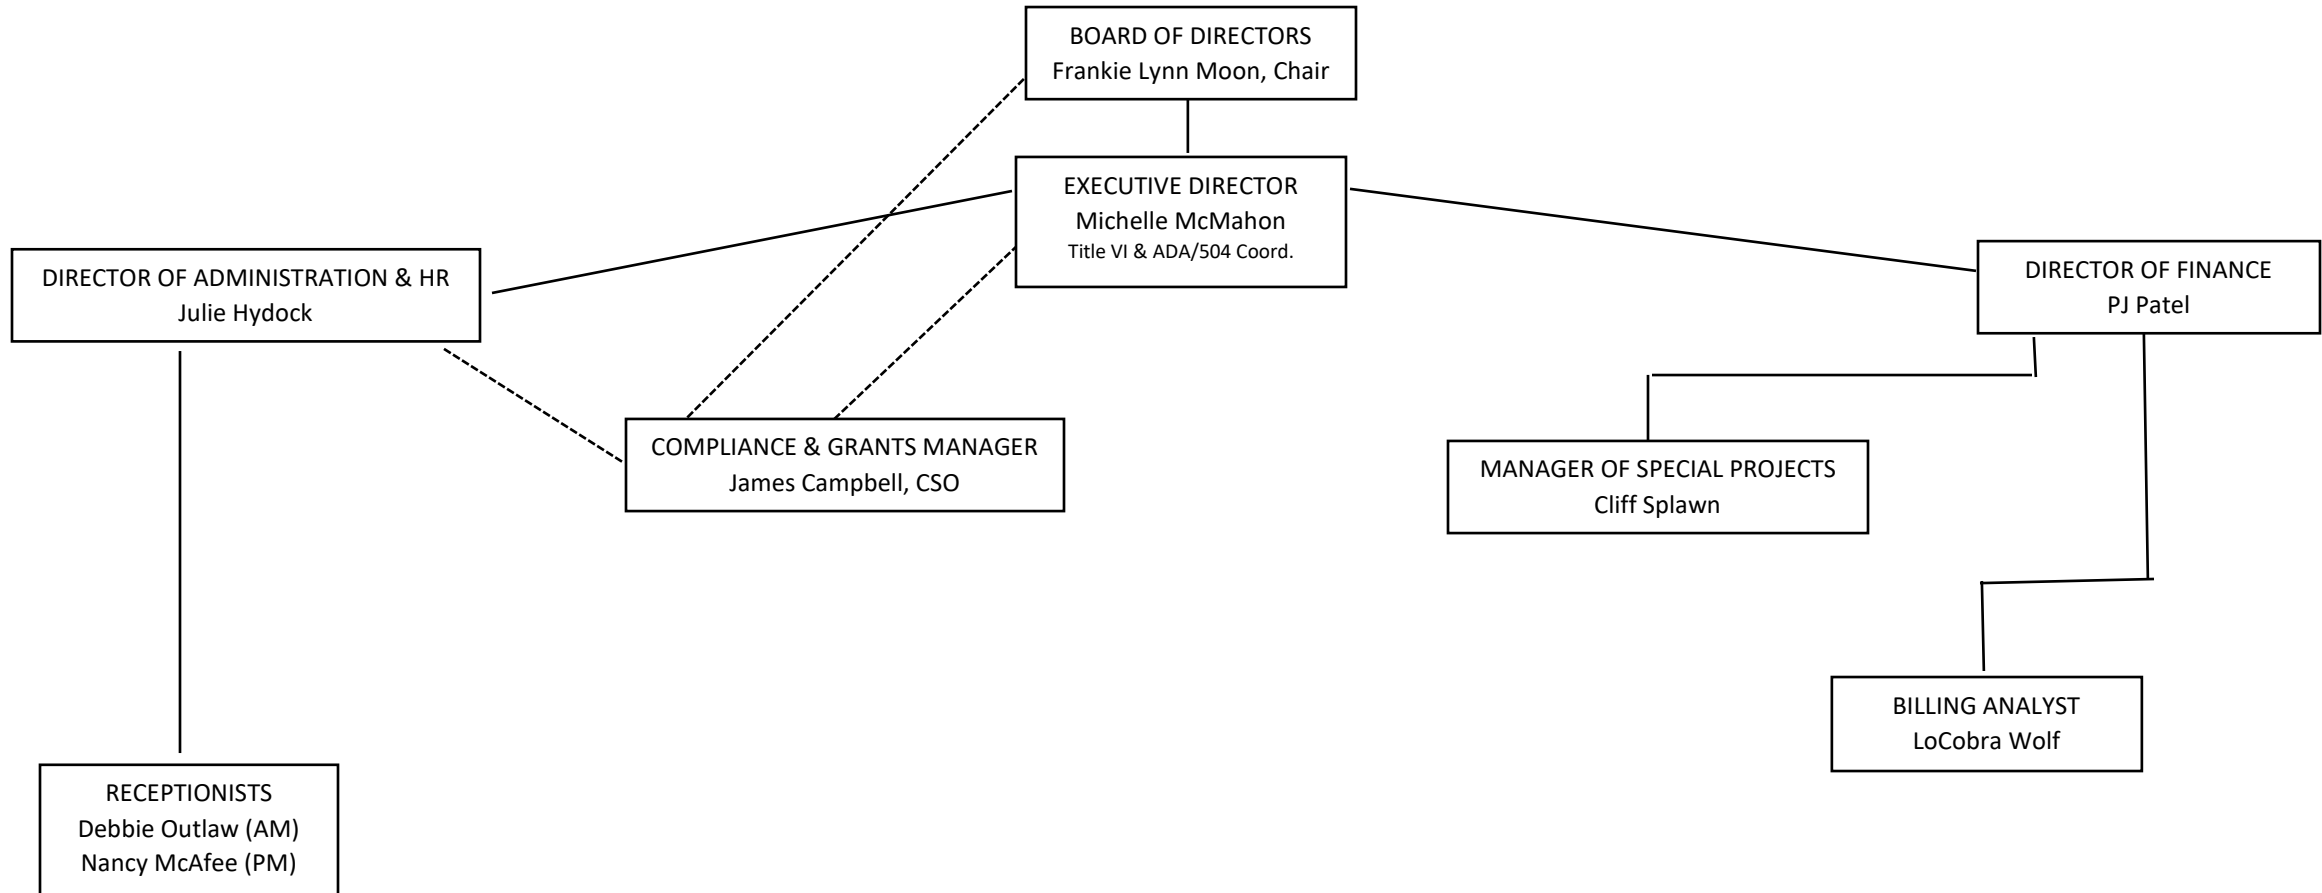 BOARD OF DIRECTORS
Frankie Lynn Moon, Chair
EXECUTIVE DIRECTOR
Michelle McMahon
Title VI & ADA/504 Coord.
DIRECTOR OF ADMINISTRATION & HR
Julie Hydock
DIRECTOR OF FINANCE
PJ Patel
COMPLIANCE & GRANTS MANAGER
James Campbell, CSO
MANAGER OF SPECIAL PROJECTS
Cliff Splawn
BILLING ANALYST
LoCobra Wolf
RECEPTIONISTS
Debbie Outlaw (AM)
Nancy McAfee (PM)